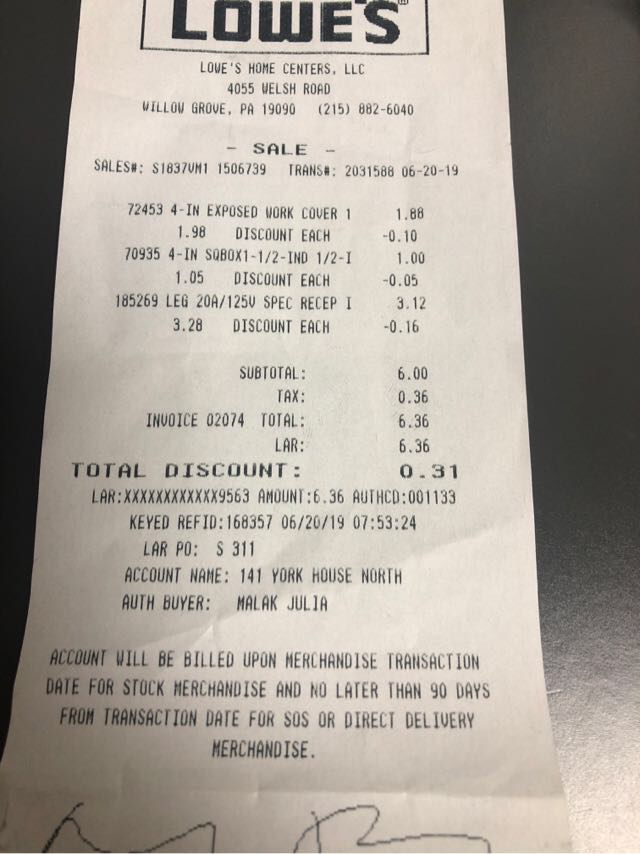 LOWE'S
LOWE'S HOME CENTERS, LLC
4055 WELSH ROAD
WILLOW GROVE, PA 19090 (215) 882-6040
- SALE -
SALES#: S1837VM1 1506739 TRANS#: 2031588 06-20-19
72453 4-IN EXPOSED WORK COVER 1 1.88
1.98 DISCOUNT EACH -0.10
70935 4-IN SQBOX1-1/2-IND 1/2-I 1.00
1.05 DISCOUNT EACH -0.05
185269 LEG 20A/125V SPEC RECEP I 3.12
3.28 DISCOUNT EACH -0.16
SUBTOTAL: 6.00
TAX: 0.36
INVOICE 02074 TOTAL: 6.36
LAR: 6.36
TOTAL DISCOUNT: 0.31
LAR:XXXXXXXXXXXX9563 AMOUNT:6.36 AUTHCD:001133
KEYED REFID:168357 06/20/19 07:53:24
LAR PO: S 311
ACCOUNT NAME: 141 YORK HOUSE NORTH
AUTH BUYER: MALAK JULIA
ACCOUNT WILL BE BILLED UPON MERCHANDISE TRANSACTION
DATE FOR STOCK MERCHANDISE AND NO LATER THAN 90 DAYS
FROM TRANSACTION DATE FOR SOS OR DIRECT DELIVERY
MERCHANDISE.